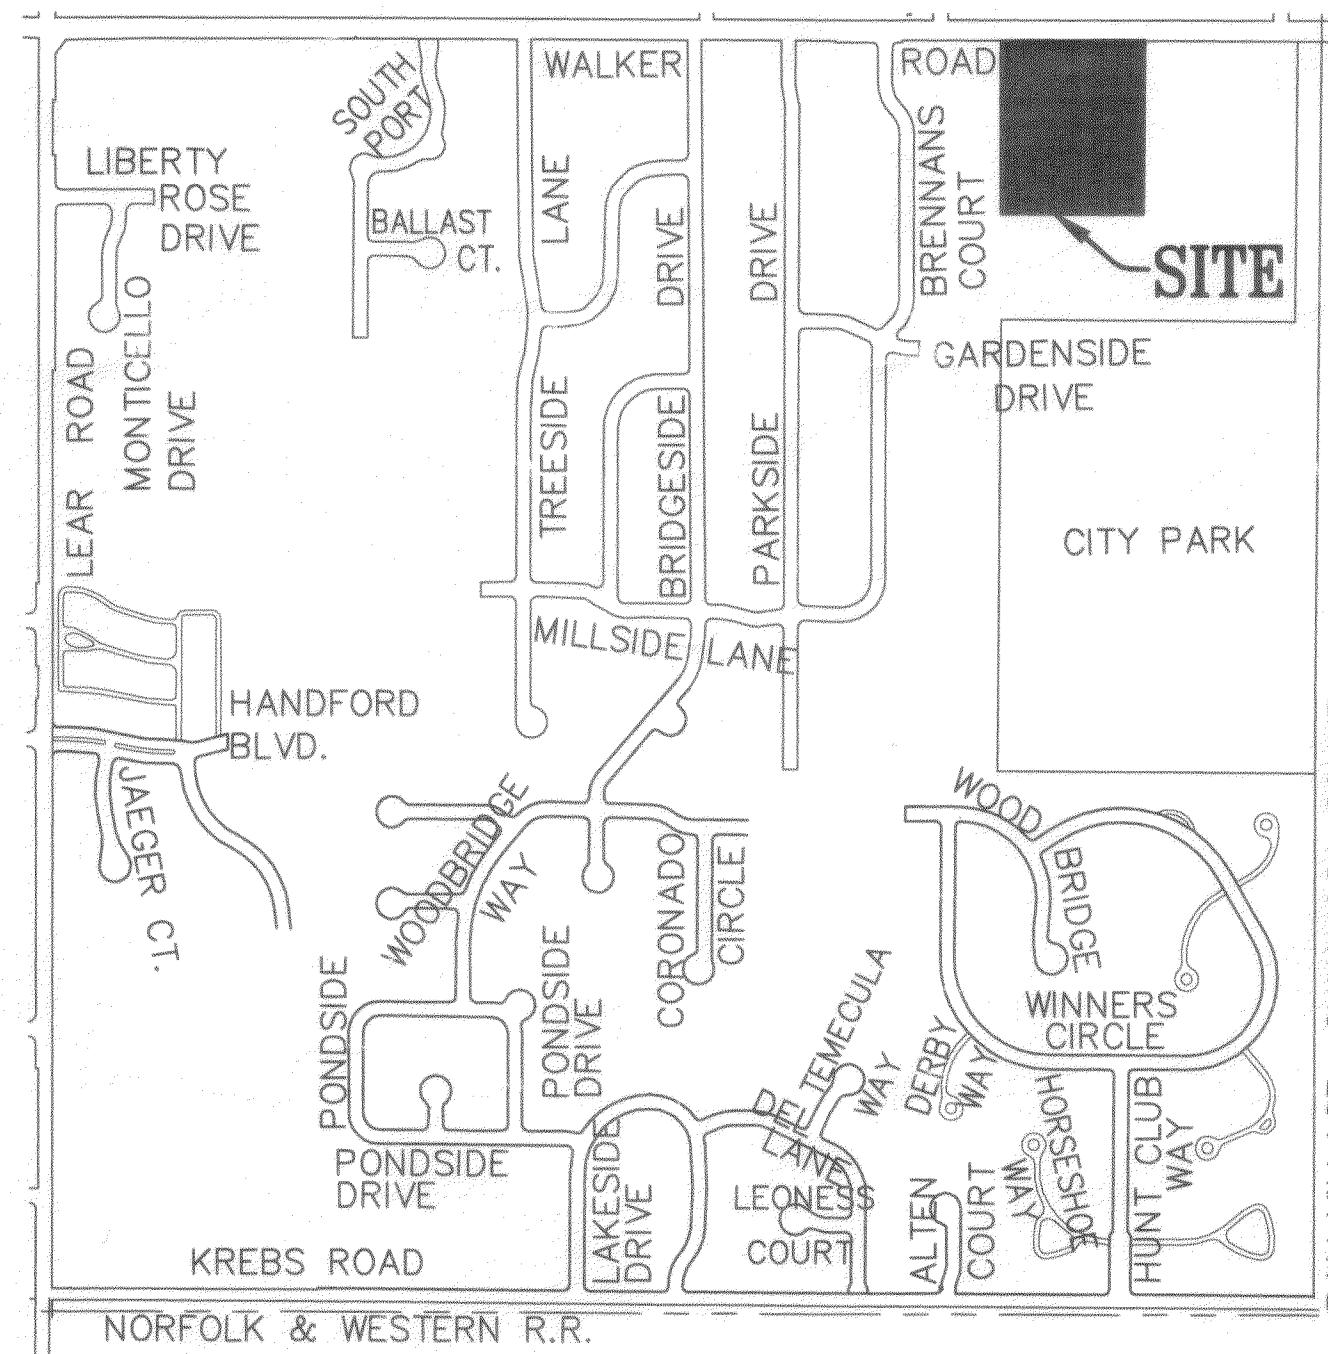 WALKER ROAD
SOUTH
PORT
LIBERTY
ROSE
DRIVE
BALLAST
CT.
LANE
DRIVE
DRIVE
BRENNANS
COURT
SITE
MONTICELLO
DRIVE
LEAR ROAD
TREESIDE
BRIDGESIDE
PARKSIDE
GARDENSIDE
DRIVE
CITY PARK
MILLSIDE LANE
HANDFORD
BLVD.
JAEGER CT.
WOODBRIDGE
WAY
CORONADO
CIRCLE
WOOD
BRIDGE
PONDSIDE
PONDSIDE
DRIVE
TEMECULA
WAY
DERBY
WAY
WINNERS
CIRCLE
DEL
LANE
HORSESHOE
WAY
HUNT CLUB
WAY
PONDSIDE
DRIVE
LAKESIDE
DRIVE
LEONESS
COURT
ALTEN
COURT
KREBS ROAD
NORFOLK & WESTERN R.R.